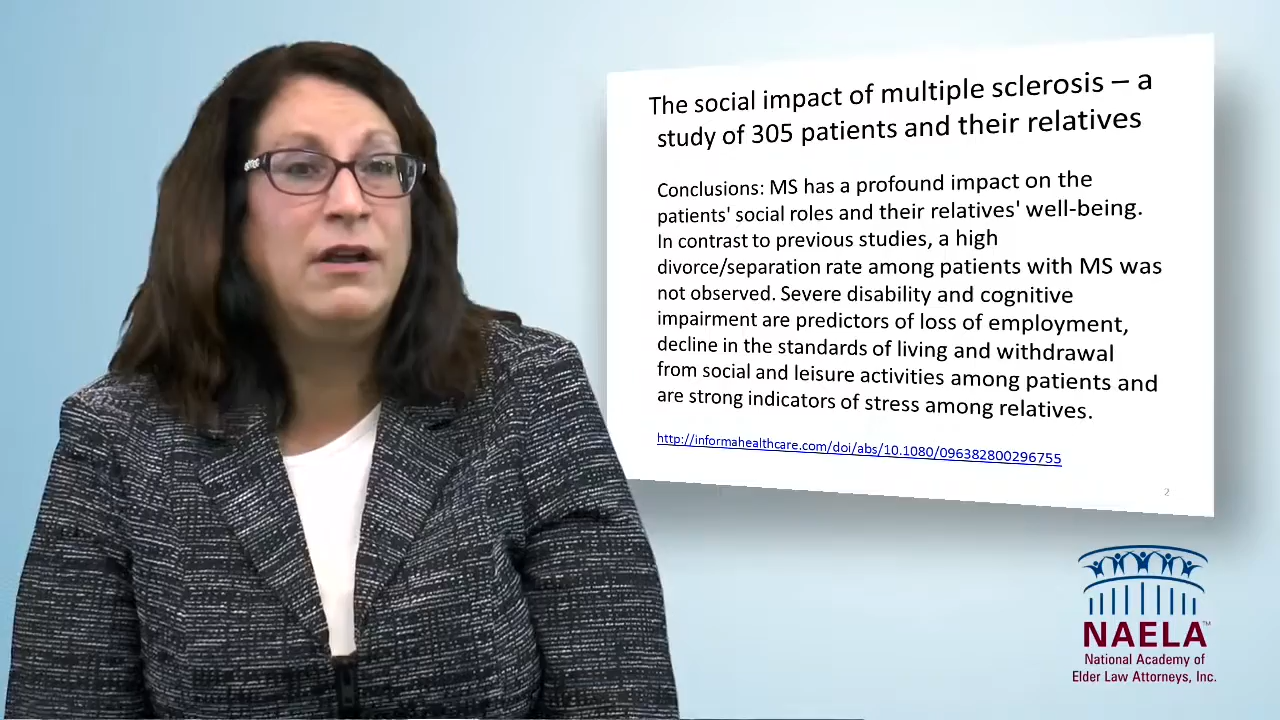 The social impact of multiple sclerosis – a
study of 305 patients and their relatives
Conclusions: MS has a profound impact on the
patients' social roles and their relatives' well-being.
In contrast to previous studies, a high
divorce/separation rate among patients with MS was
not observed. Severe disability and cognitive
impairment are predictors of loss of employment,
decline in the standards of living and withdrawal
from social and leisure activities among patients and
are strong indicators of stress among relatives.
http://informahealthcare.com/doi/abs/10.1080/096382800296755
2
NAELA™
National Academy of
Elder Law Attorneys, Inc.